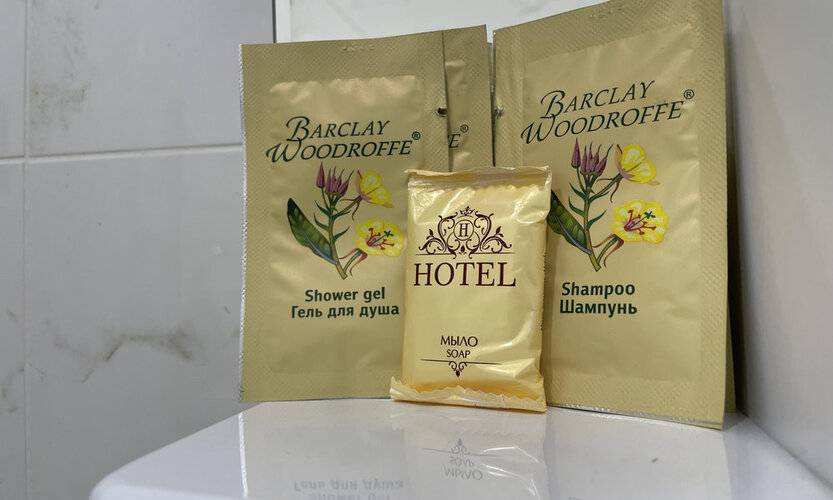 BARCLAY
WOODROFFE®
Shower gel
Гель для душа
H
HOTEL
МЫЛО
SOAP
BARCLAY
WOODROFFE®
Shampoo
Шампунь